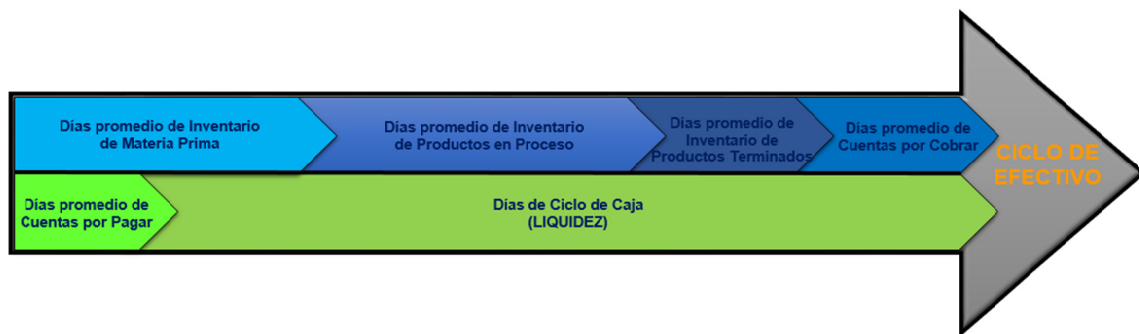 Días promedio de Inventario
de Materia Prima
Días promedio de Inventario
de Productos en Proceso
Días promedio de
Inventario de
Productos Terminados
Días promedio de
Cuentas por Cobrar
CICLO DE
EFECTIVO
Días promedio de
Cuentas por Pagar
Días de Ciclo de Caja
(LIQUIDEZ)